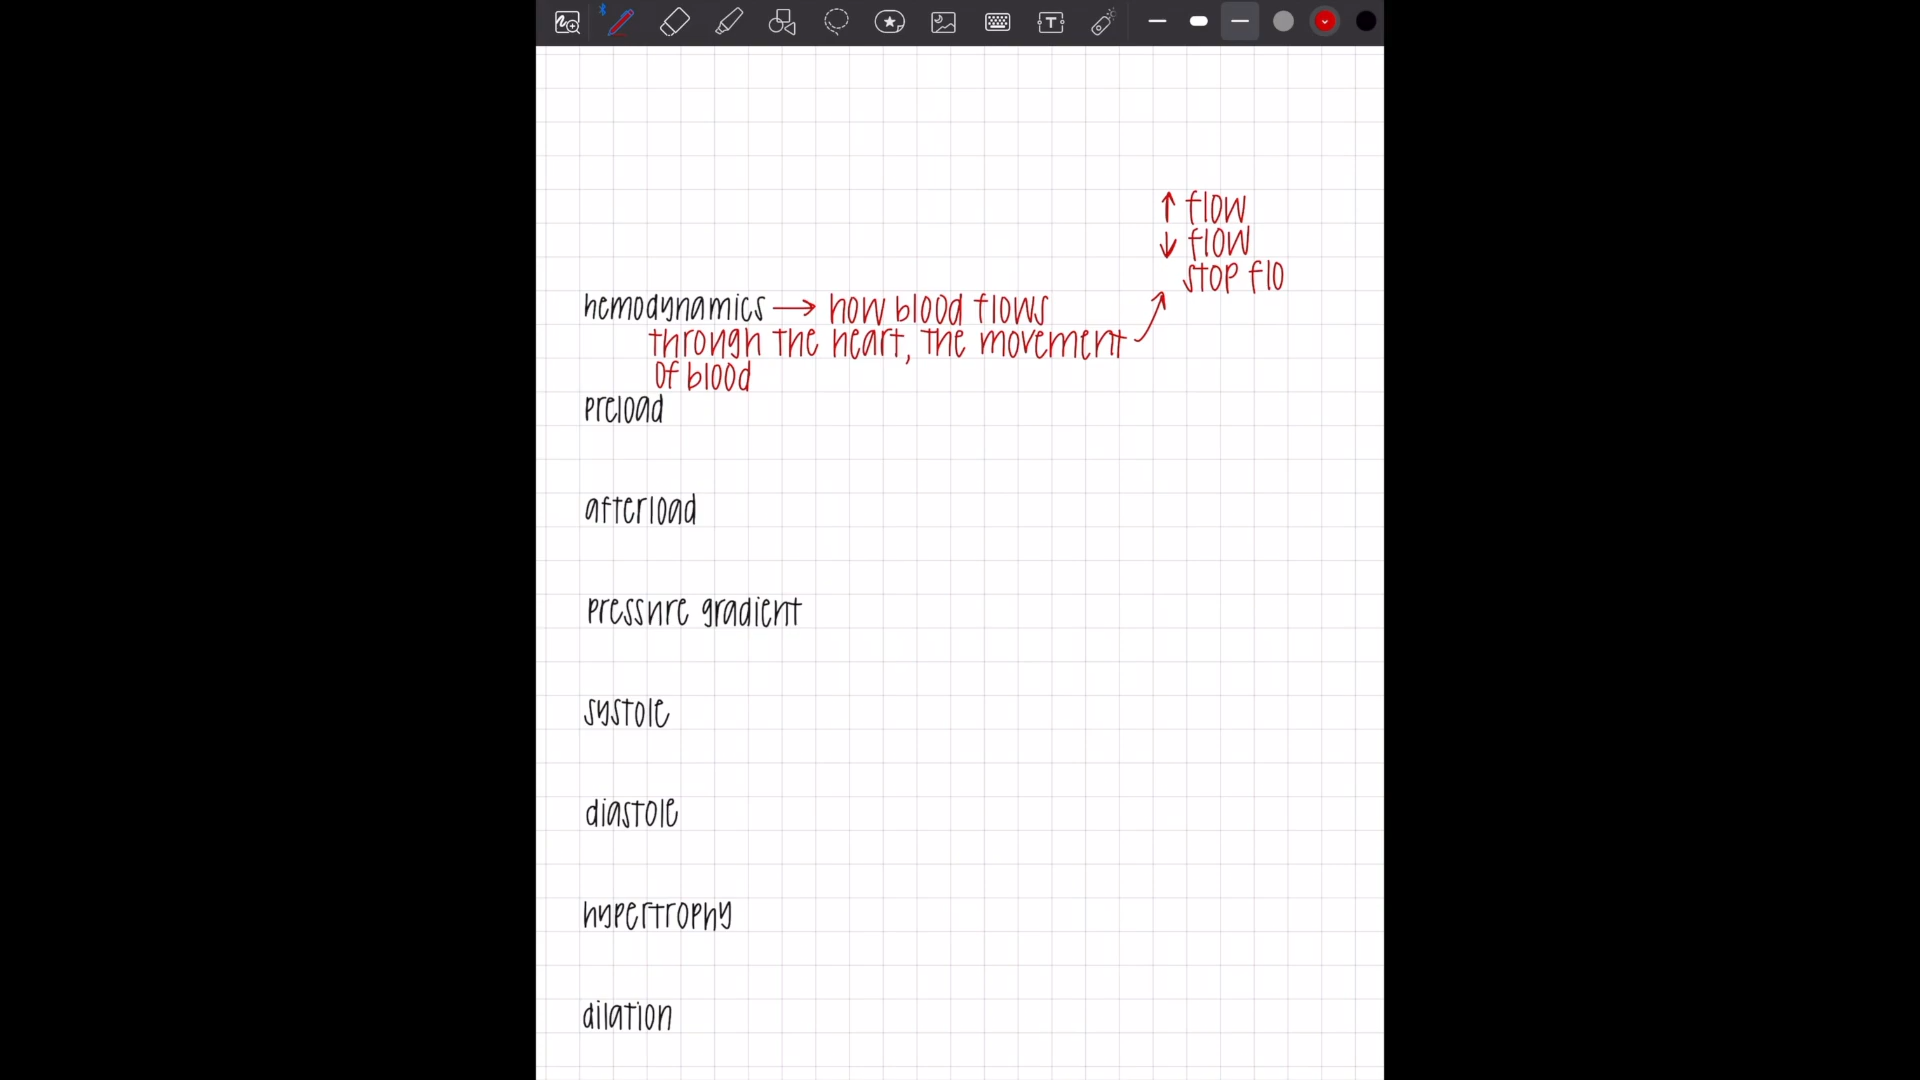 ↑ flow
↓ flow
stop flo
hemodynamics → how blood flows
through the heart, the movement
of blood
preload
afterload
pressure gradient
systole
diastole
hypertrophy
dilation